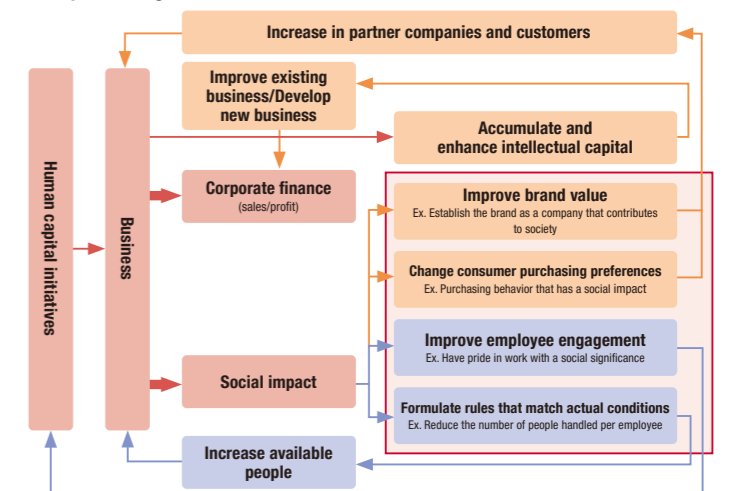 Increase in partner companies and customers
Improve existing
business/Develop
new business
Accumulate and
enhance intellectual capital
Human capital initiatives
Business
Corporate finance
(sales/profit)
Improve brand value
Ex. Establish the brand as a company that contributes
to society
Change consumer purchasing preferences
Ex. Purchasing behavior that has a social impact
Improve employee engagement
Ex. Have pride in work with a social significance
Social impact
Formulate rules that match actual conditions
Ex. Reduce the number of people handled per employee
Increase available
people